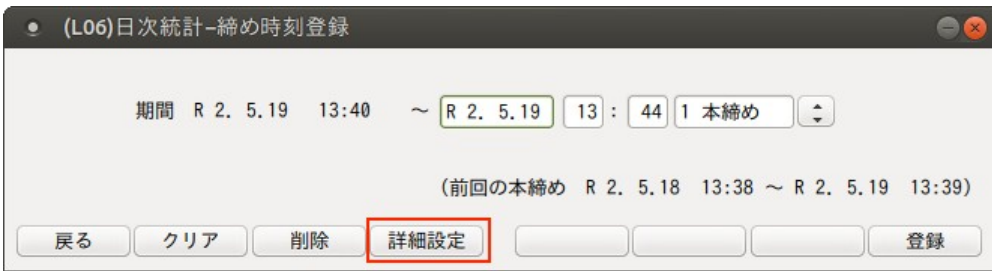 (L06)日次統計−締め時刻登録
期間 R 2. 5.19 13:40 ～ R 2. 5.19 13 : 44 1 本締め
(前回の本締め R 2. 5.18 13:38 ～ R 2. 5.19 13:39)
戻る クリア 削除 詳細設定 登録